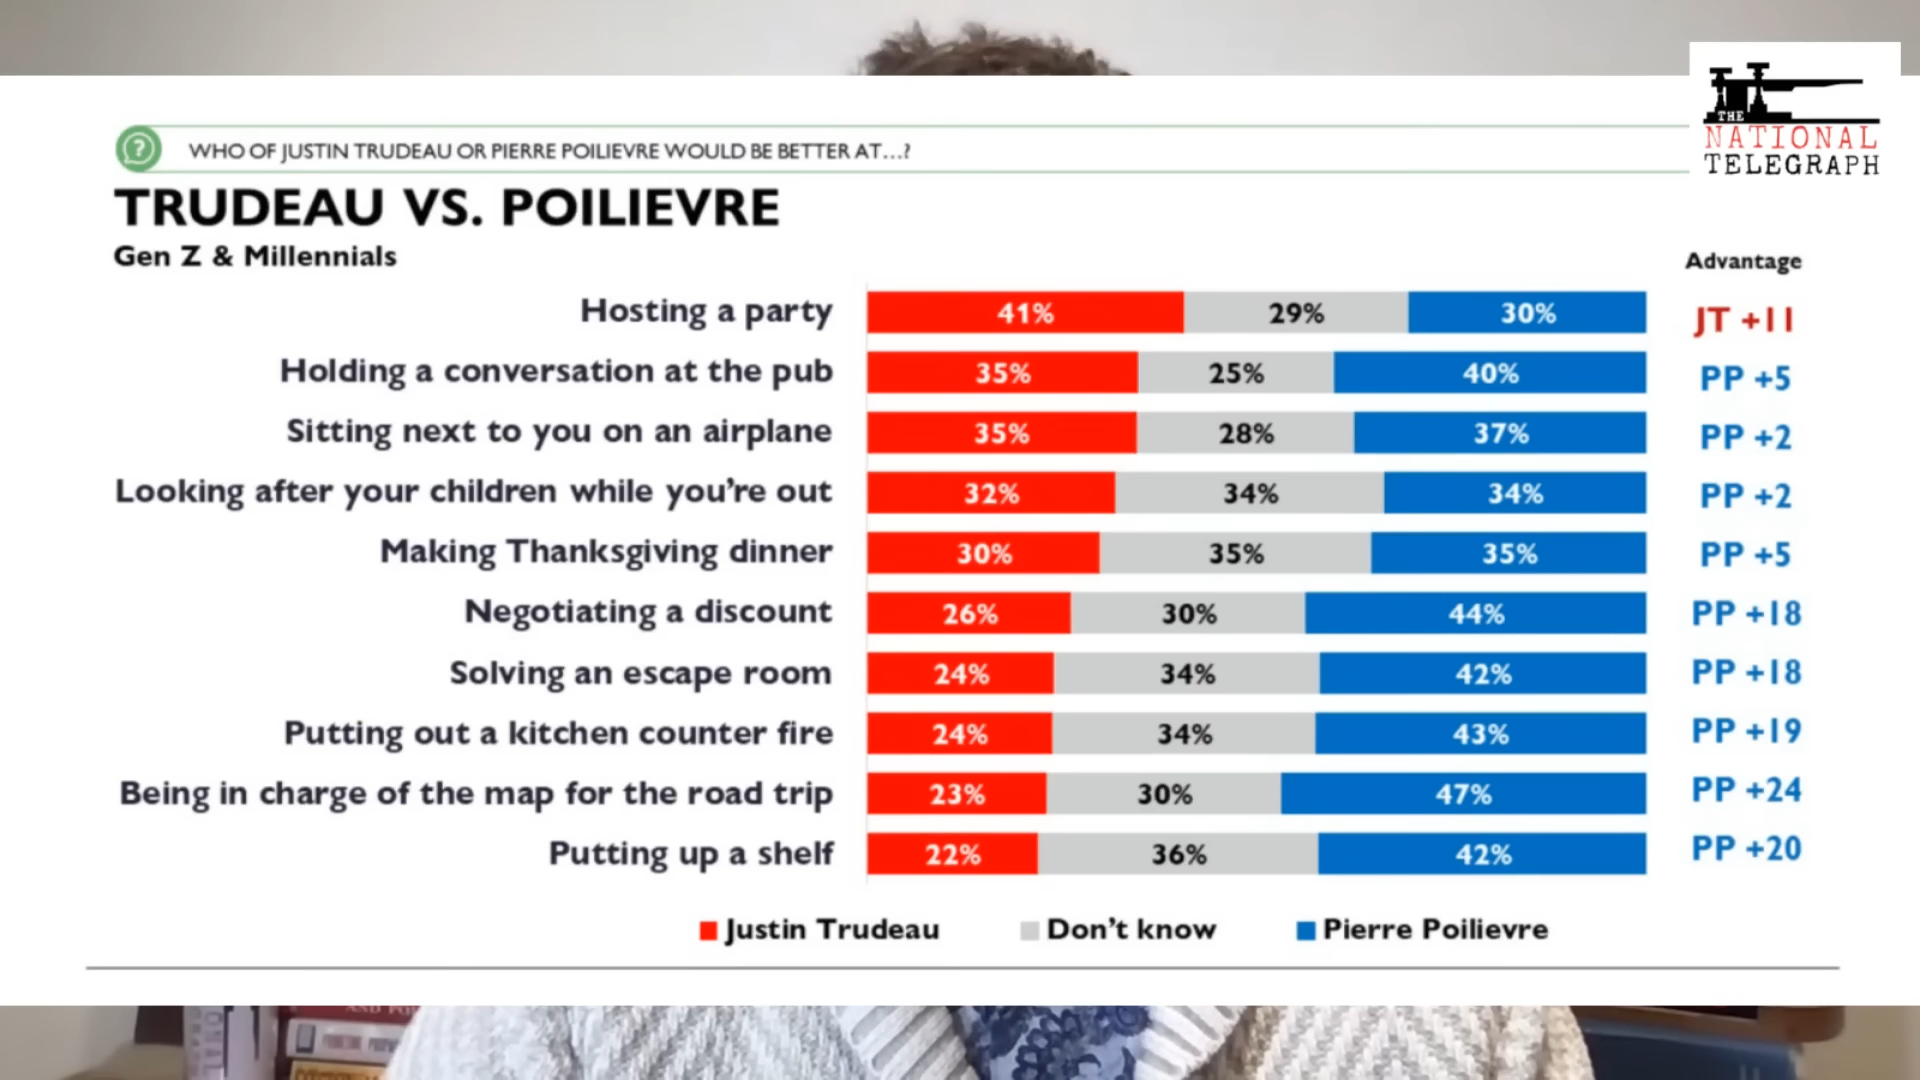 THE
NATIONAL
TELEGRAPH
WHO OF JUSTIN TRUDEAU OR PIERRE POILIEVRE WOULD BE BETTER AT...?
TRUDEAU VS. POILIEVRE
Gen Z & Millennials
Advantage
Hosting a party 41% 29% 30% JT +11
Holding a conversation at the pub 35% 25% 40% PP +5
Sitting next to you on an airplane 35% 28% 37% PP +2
Looking after your children while you're out 32% 34% 34% PP +2
Making Thanksgiving dinner 30% 35% 35% PP +5
Negotiating a discount 26% 30% 44% PP +18
Solving an escape room 24% 34% 42% PP +18
Putting out a kitchen counter fire 24% 34% 43% PP +19
Being in charge of the map for the road trip 23% 30% 47% PP +24
Putting up a shelf 22% 36% 42% PP +20
Justin Trudeau Don't know Pierre Poilievre